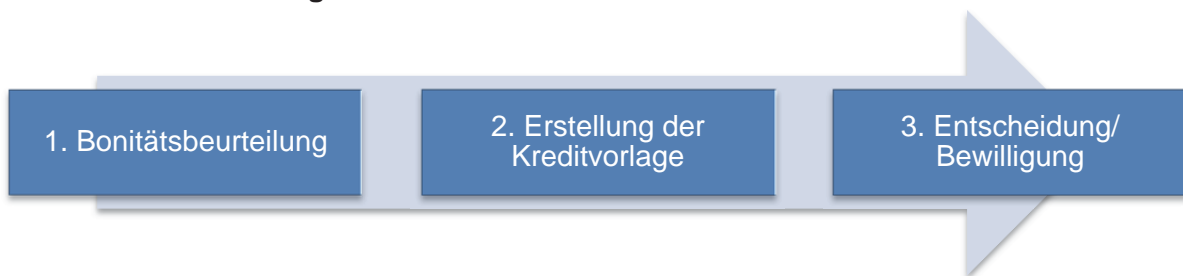 1. Bonitätsbeurteilung
2. Erstellung der
Kreditvorlage
3. Entscheidung/
Bewilligung